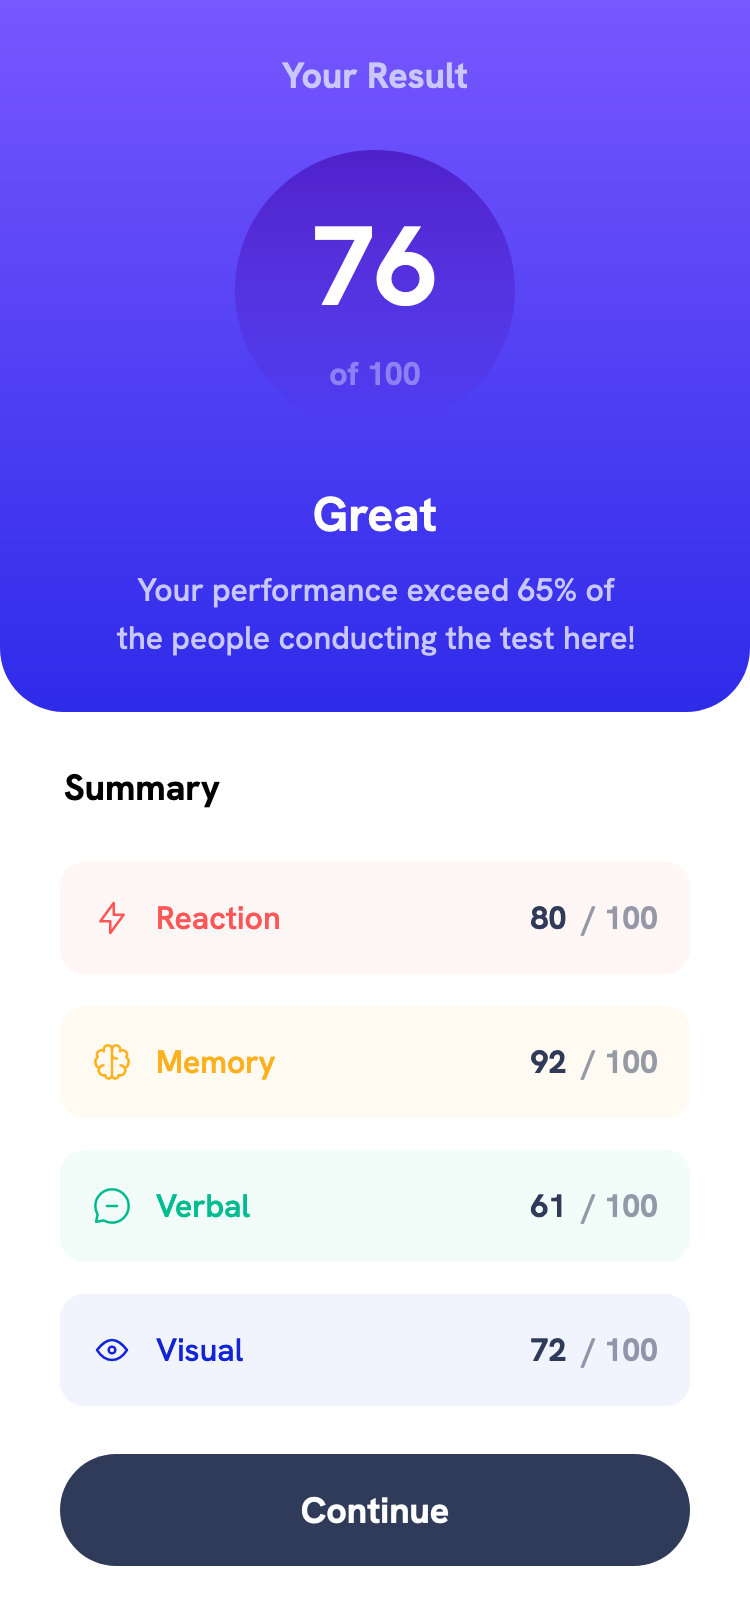 Your Result
76
of 100
Great
Your performance exceed 65% of
the people conducting the test here!
Summary
Reaction 80 / 100
Memory 92 / 100
Verbal 61 / 100
Visual 72 / 100
Continue